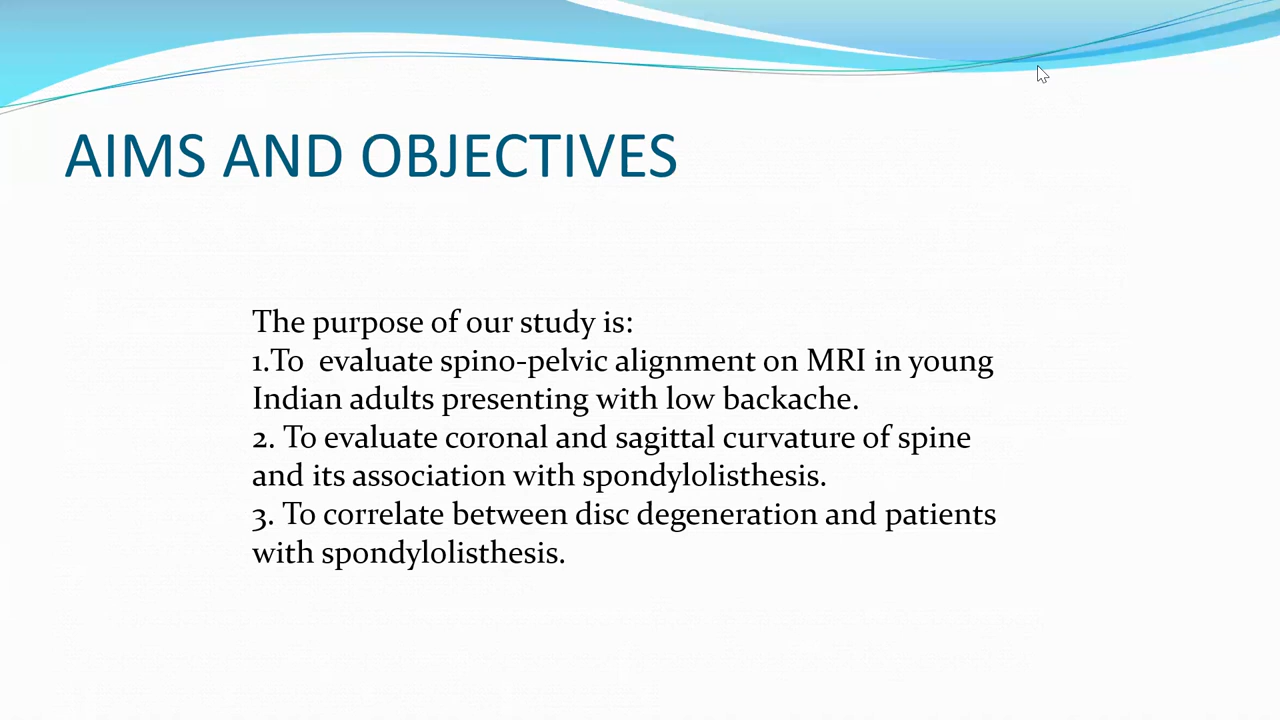 AIMS AND OBJECTIVES
The purpose of our study is:
1.To  evaluate spino-pelvic alignment on MRI in young
Indian adults presenting with low backache.
2. To evaluate coronal and sagittal curvature of spine
and its association with spondylolisthesis.
3. To correlate between disc degeneration and patients
with spondylolisthesis.